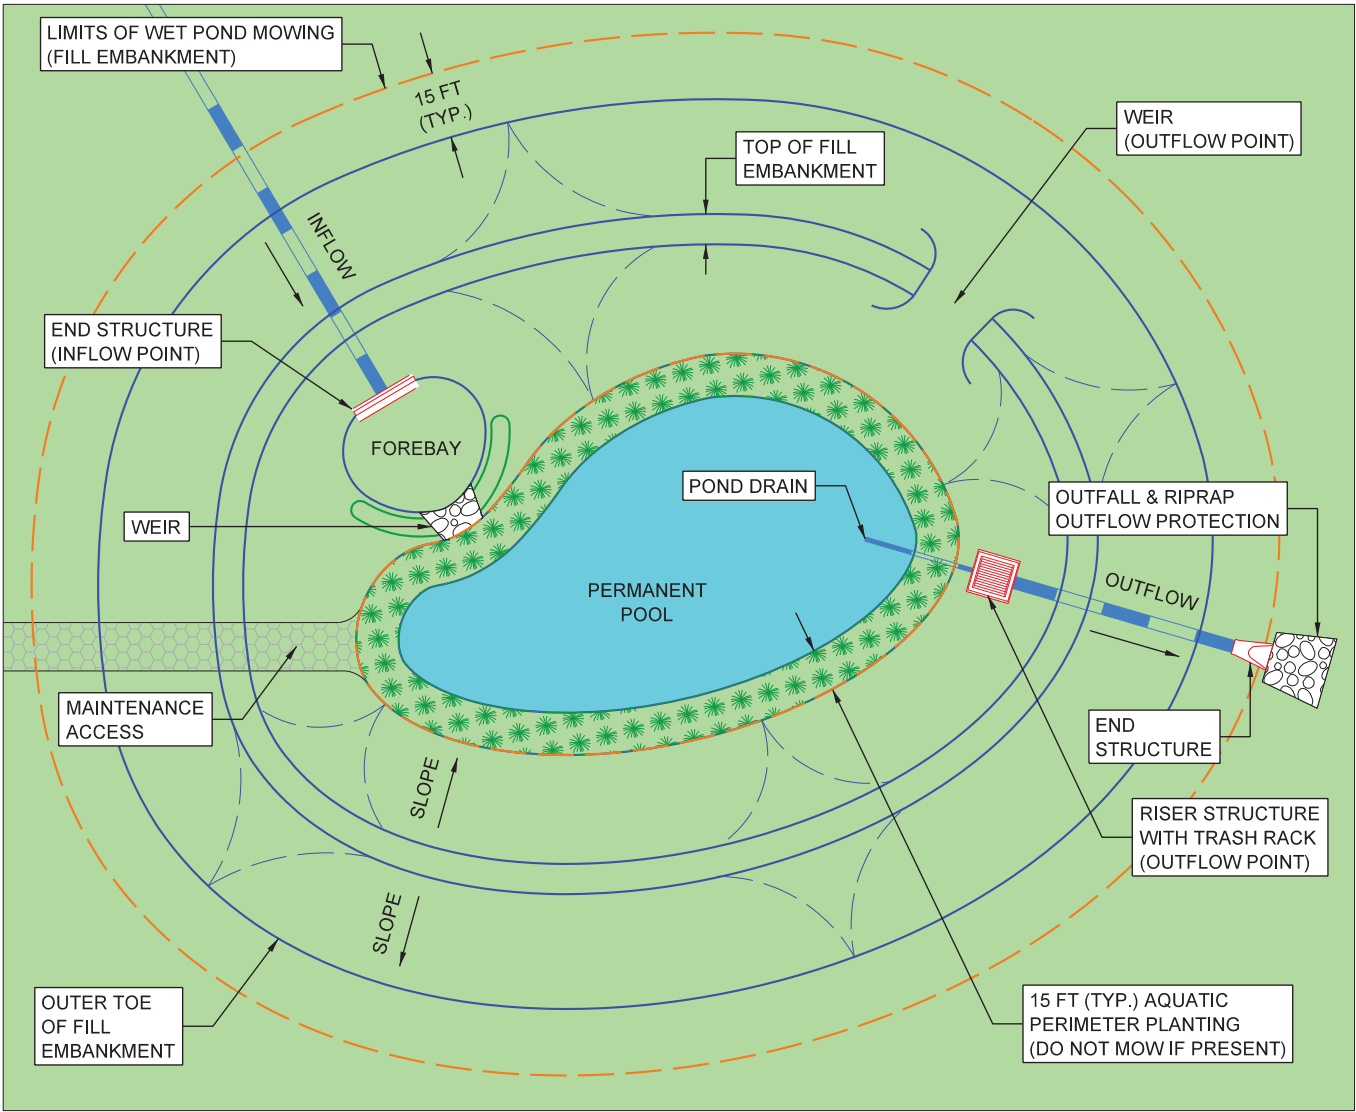 LIMITS OF WET POND MOWING
(FILL EMBANKMENT)
15 FT
(TYP.)
TOP OF FILL
EMBANKMENT
WEIR
(OUTFLOW POINT)
INFLOW
END STRUCTURE
(INFLOW POINT)
FOREBAY
WEIR
POND DRAIN
OUTFALL & RIPRAP
OUTFLOW PROTECTION
PERMANENT
POOL
OUTFLOW
MAINTENANCE
ACCESS
END
STRUCTURE
SLOPE
RISER STRUCTURE
WITH TRASH RACK
(OUTFLOW POINT)
SLOPE
OUTER TOE
OF FILL
EMBANKMENT
15 FT (TYP.) AQUATIC
PERIMETER PLANTING
(DO NOT MOW IF PRESENT)